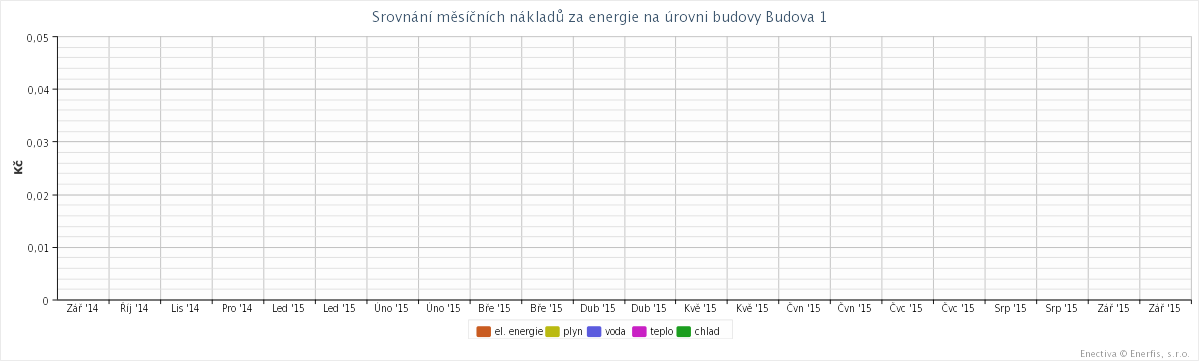 Srovnání měsíčních nákladů za energie na úrovni budovy Budova 1
0,05
0,04
0,03
0,02
0,01
0
Kč
Zář '14 Říj '14 Lis '14 Pro '14 Led '15 Led '15 Úno '15 Úno '15 Bře '15 Bře '15 Dub '15 Dub '15 Kvě '15 Kvě '15 Čvn '15 Čvn '15 Čvc '15 Čvc '15 Srp '15 Srp '15 Zář '15 Zář '15
el. energie plyn voda teplo chlad
Enectiva © Enerfis, s.r.o.